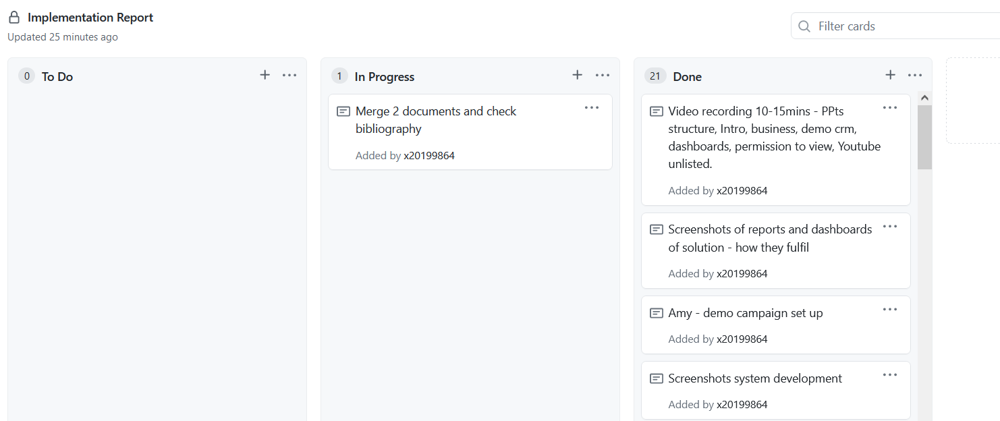 Implementation Report
Updated 25 minutes ago
Filter cards
0 To Do
1 In Progress
Merge 2 documents and check
bibliography
Added by x20199864
21 Done
Video recording 10-15mins - PPts
structure, Intro, business, demo crm,
dashboards, permission to view, Youtube
unlisted.
Added by x20199864
Screenshots of reports and dashboards
of solution - how they fulfil
Added by x20199864
Amy - demo campaign set up
Added by x20199864
Screenshots system development
Added by x20199864